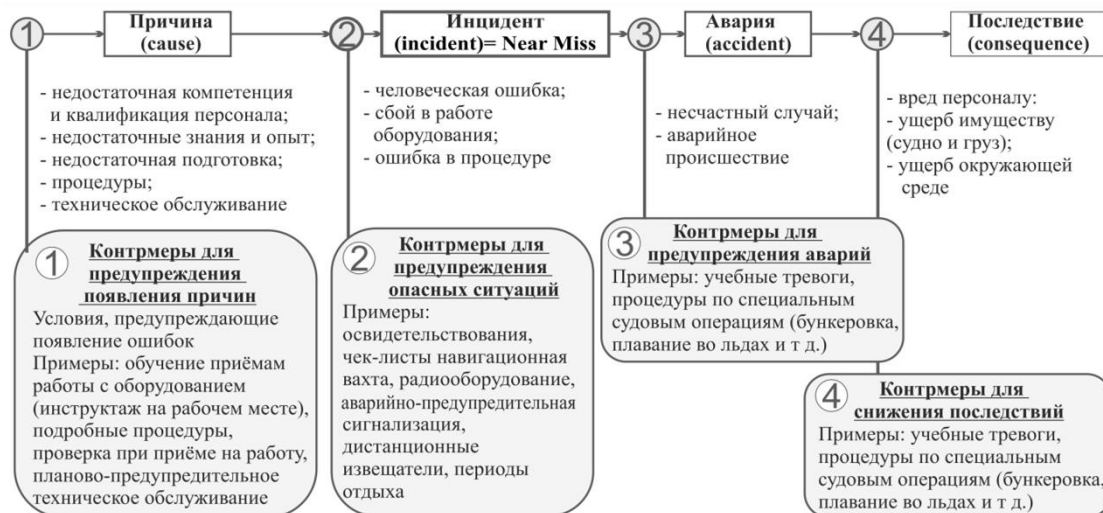 1
Причина
(cause)
2
Инцидент
(incident)= Near Miss
3
Авария
(accident)
4
Последствие
(consequence)
- недостаточная компетенция
и квалификация персонала;
- недостаточные знания и опыт;
- недостаточная подготовка;
- процедуры;
- техническое обслуживание
- человеческая ошибка;
- сбой в работе
оборудования;
- ошибка в процедуре
- несчастный случай;
- аварийное
происшествие
- вред персоналу:
- ущерб имуществу
(судно и груз);
- ущерб окружающей
среде
1
Контрмеры для
предупреждения
появления причин
Условия, предупреждающие
появление ошибок
Примеры: обучение приёмам
работы с оборудованием
(инструктаж на рабочем месте),
подробные процедуры,
проверка при приёме на работу,
планово-предупредительное
техническое обслуживание
2
Контрмеры для
предупреждения
опасных ситуаций
Примеры:
освидетельствования,
чек-листы навигационная
вахта, радиооборудование,
аварийно-предупредительная
сигнализация,
дистанционные
извещатели, периоды
отдыха
3
Контрмеры для
предупреждения аварий
Примеры: учебные тревоги,
процедуры по специальным
судовым операциям (бункеровка,
плавание во льдах и т д.)
4
Контрмеры для
снижения последствий
Примеры: учебные тревоги,
процедуры по специальным
судовым операциям (бункеровка,
плавание во льдах и т д.)